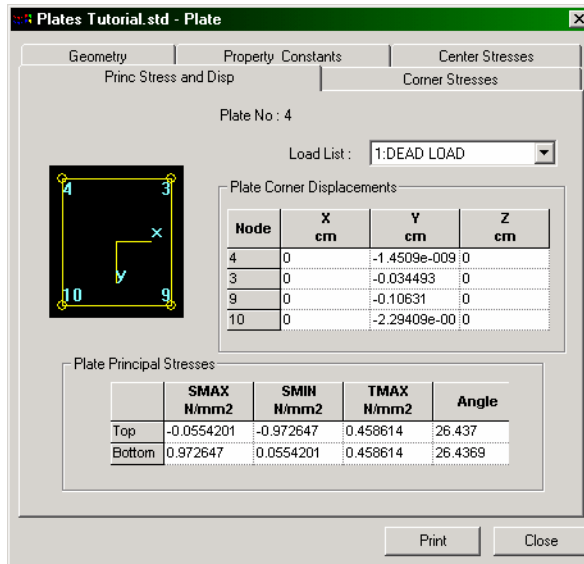 Plates Tutorial.std - Plate
Geometry Property Constants Center Stresses
Princ Stress and Disp Corner Stresses
Plate No : 4
Load List : 1:DEAD LOAD
4 3
x
y
10 9
Plate Corner Displacements
Node X cm Y cm Z cm
4 0 -1.4509e-009 0
3 0 -0.034493 0
9 0 -0.10631 0
10 0 -2.29409e-00 0
Plate Principal Stresses
SMAX N/mm2 SMIN N/mm2 TMAX N/mm2 Angle
Top -0.0554201 -0.972647 0.458614 26.437
Bottom 0.972647 0.0554201 0.458614 26.4369
Print Close